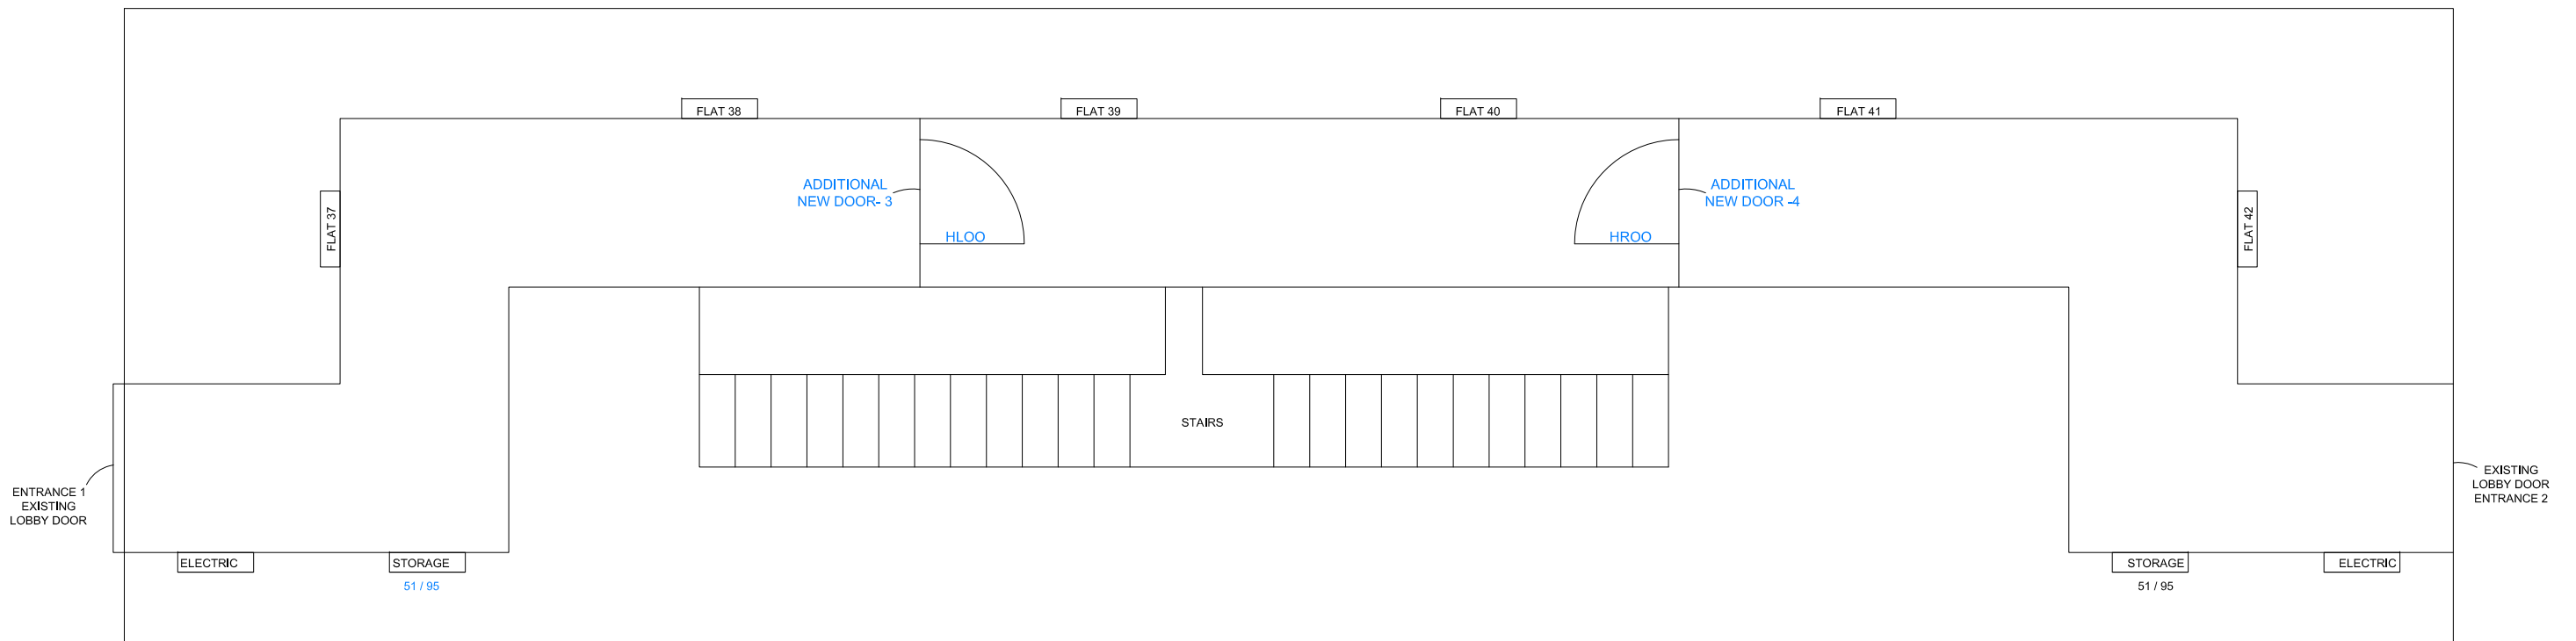 FLAT 38
FLAT 39
FLAT 40
FLAT 41
ADDITIONAL
NEW DOOR- 3
ADDITIONAL
NEW DOOR -4
FLAT 37
FLAT 42
HLOO
HROO
STAIRS
ENTRANCE 1
EXISTING
LOBBY DOOR
EXISTING
LOBBY DOOR
ENTRANCE 2
ELECTRIC
STORAGE
51 / 95
STORAGE
51 / 95
ELECTRIC